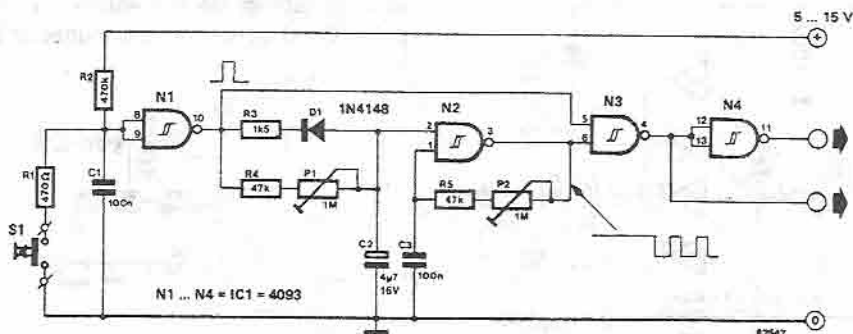 5 ... 15 V
+
R2
470k
N1
8
9
10
R3
1k5
D1
1N4148
N2
2
1
3
N3
5
6
4
N4
12
13
11
R1
470Ω
C1
100n
R4
47k
P1
1M
R5
47k
P2
1M
S1
C2
4µ7
16V
C3
100n
N1 ... N4 = IC1 = 4093
0